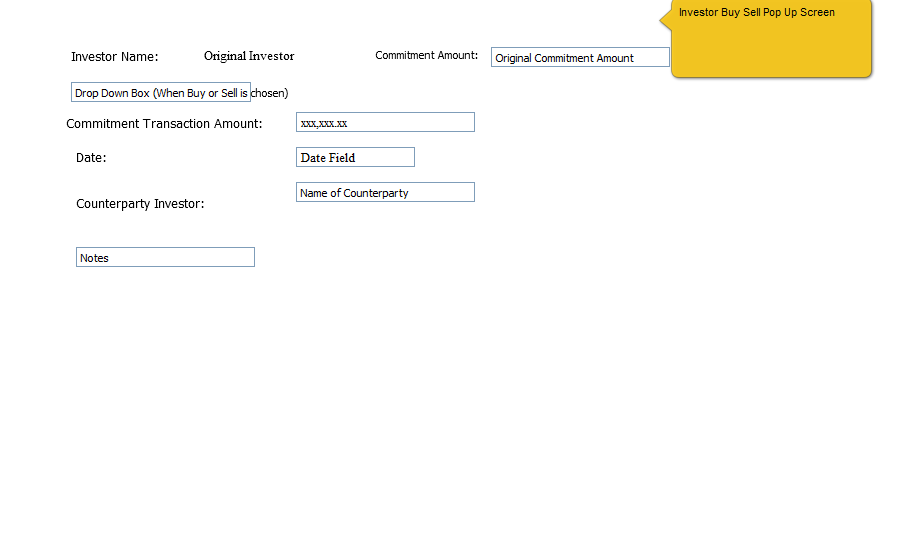 Investor Buy Sell Pop Up Screen
Investor Name: Original Investor Commitment Amount: Original Commitment Amount
Drop Down Box (When Buy or Sell is chosen)
Commitment Transaction Amount: xxx,xxx.xx
Date: Date Field
Name of Counterparty
Counterparty Investor:
Notes